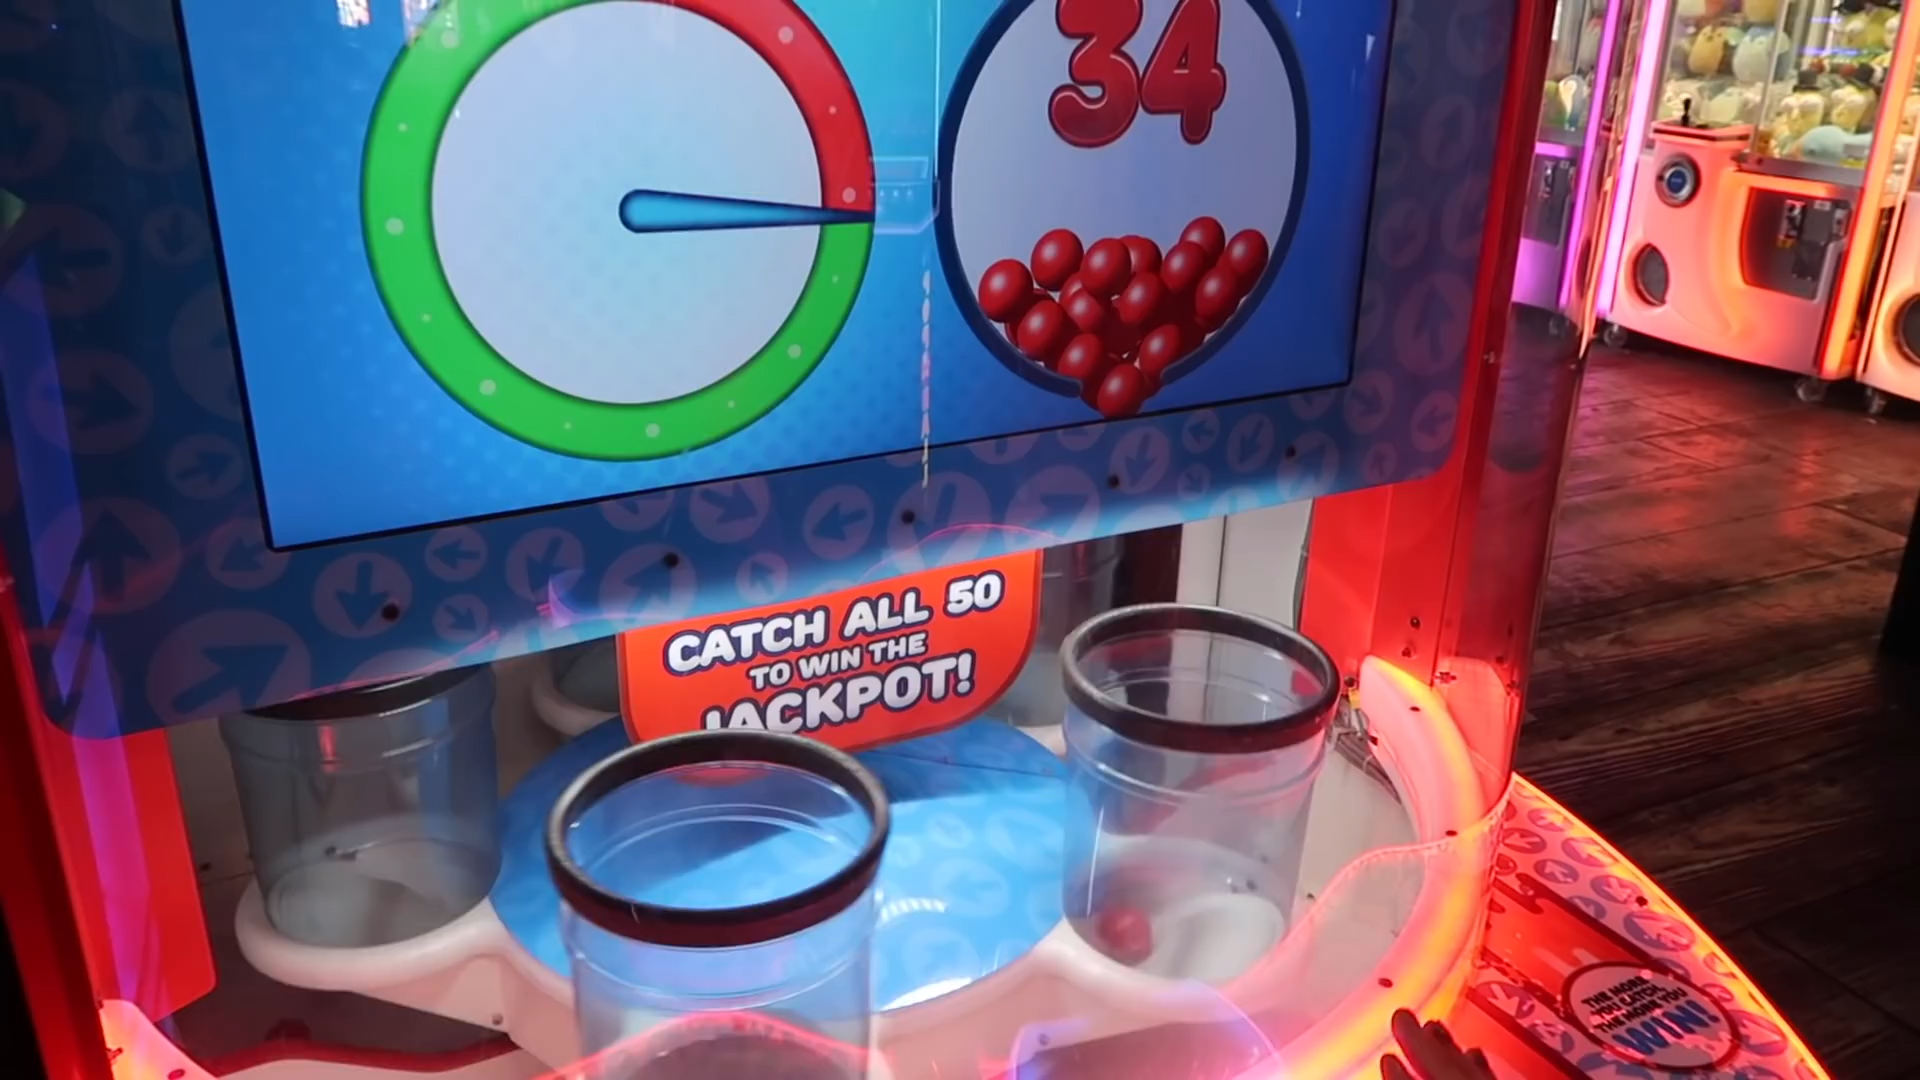 34
CATCH ALL 50
TO WIN THE
JACKPOT!
THE MORE
YOU CATCH,
THE MORE YOU
WIN!